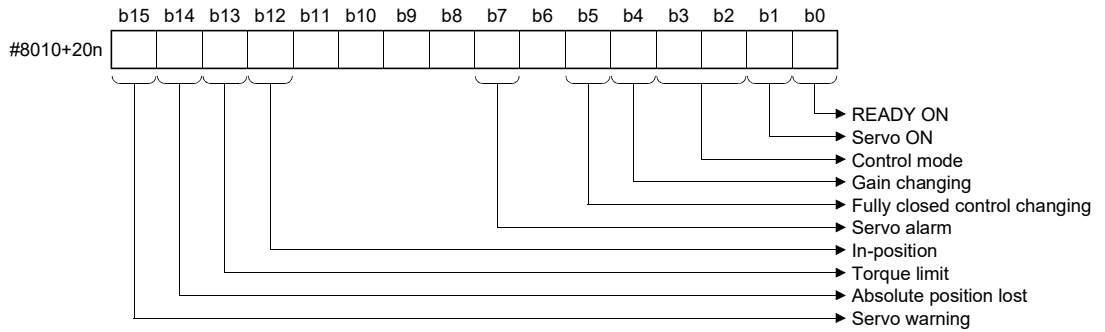 b15 b14 b13 b12 b11 b10 b9 b8 b7 b6 b5 b4 b3 b2 b1 b0
#8010+20n
READY ON
Servo ON
Control mode
Gain changing
Fully closed control changing
Servo alarm
In-position
Torque limit
Absolute position lost
Servo warning